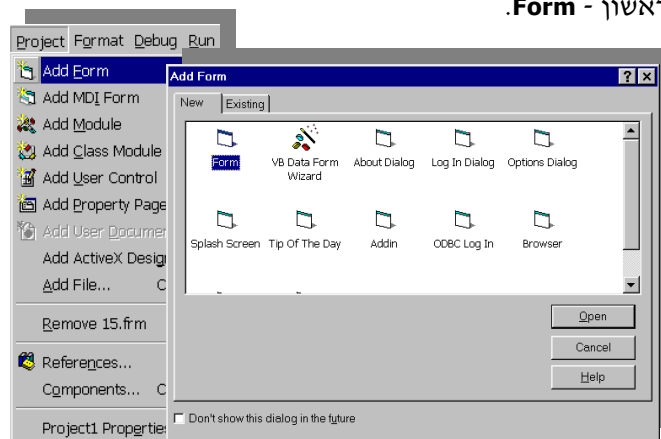 ראשון - Form.
Project Format Debug Run
Add Form
Add MDI Form
Add Module
Add Class Module
Add User Control
Add Property Page
Add User
Add ActiveX
Add File...
Remove 15.frm
References...
Components...
Project1
Add Form
New Existing
Form VB Data Form Wizard About Dialog Log In Dialog Options Dialog
Splash Screen Tip Of The Day Addin ODBC Log In Browser
Open
Cancel
Help
Don't show this dialog in the future